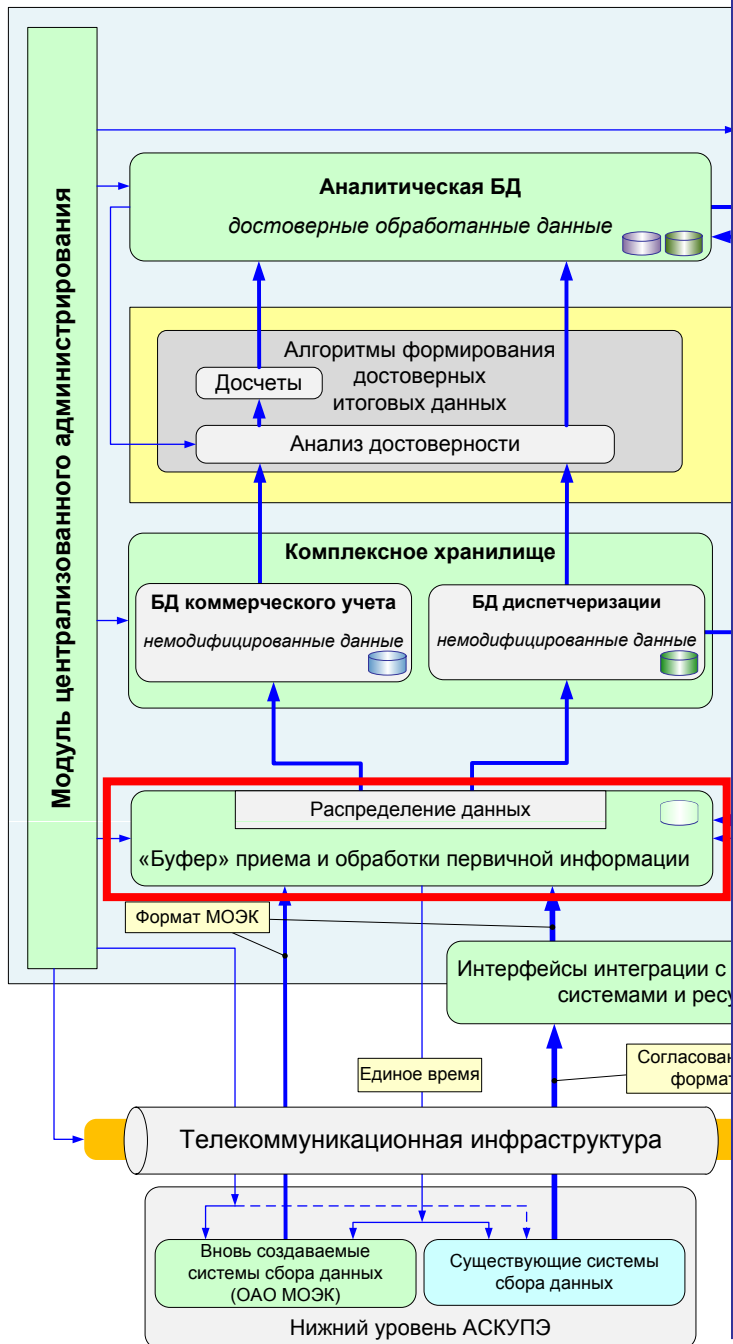 Модуль централизованного администрирования
Аналитическая БД
достоверные обработанные данные
Алгоритмы формирования
достоверных
итоговых данных
Досчеты
Анализ достоверности
Комплексное хранилище
БД коммерческого учета
немодифицированные данные
БД диспетчеризации
немодифицированные данные
Распределение данных
«Буфер» приема и обработки первичной информации
Формат МОЭК
Интерфейсы интеграции с
системами и ресу
Единое время
Согласован
формат
Телекоммуникационная инфраструктура
Вновь создаваемые
системы сбора данных
(ОАО МОЭК)
Существующие системы
сбора данных
Нижний уровень АСКУПЭ